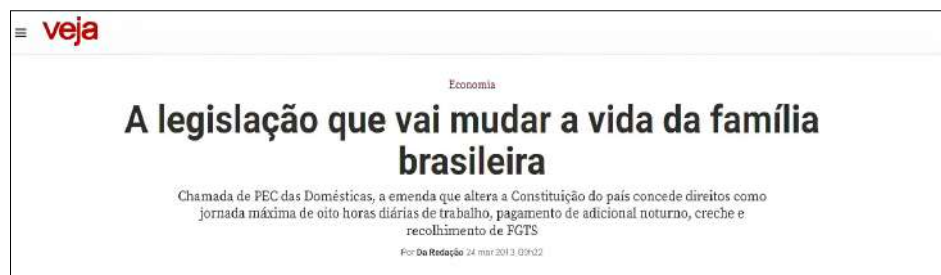 veja
Economia
A legislação que vai mudar a vida da família
brasileira
Chamada de PEC das Domésticas, a emenda que altera a Constituição do país concede direitos como
jornada máxima de oito horas diárias de trabalho, pagamento de adicional noturno, creche e
recolhimento de FGTS
Por Da Redação 24 mar 2013, 09h22